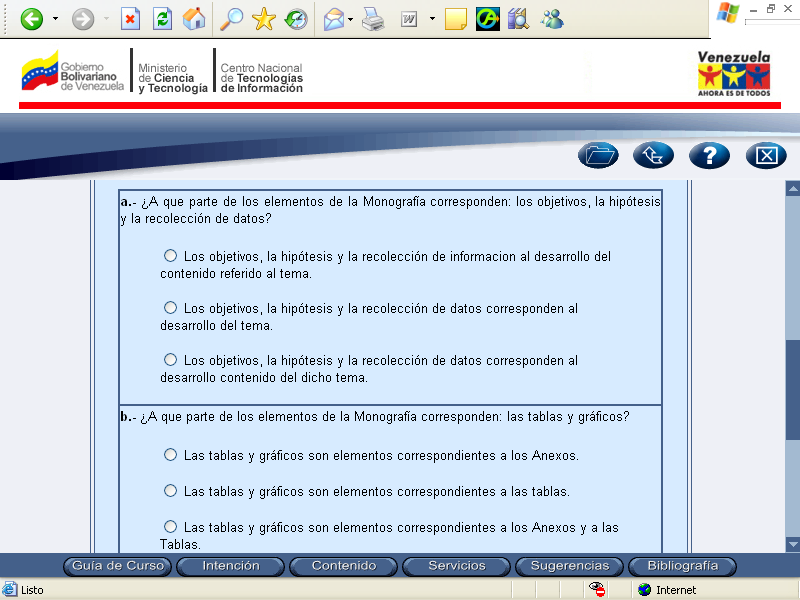 W
Gobierno
Bolivariano
de Venezuela
Ministerio
de Ciencia
y Tecnología
Centro Nacional
de Tecnologías
de Información
Venezuela
AHORA ES DE TODOS
?
a.- ¿A que parte de los elementos de la Monografía corresponden: los objetivos, la hipótesis
y la recolección de datos?
Los objetivos, la hipótesis y la recolección de informacion al desarrollo del
contenido referido al tema.
Los objetivos, la hipótesis y la recolección de datos corresponden al
desarrollo del tema.
Los objetivos, la hipótesis y la recolección de datos corresponden al
desarrollo contenido del dicho tema.
b.- ¿A que parte de los elementos de la Monografía corresponden: las tablas y gráficos?
Las tablas y gráficos son elementos correspondientes a los Anexos.
Las tablas y gráficos son elementos correspondientes a las tablas.
Las tablas y gráficos son elementos correspondientes a los Anexos y a las
Tablas.
Guía de Curso
Intención
Contenido
Servicios
Sugerencias
Bibliografía
Listo
Internet